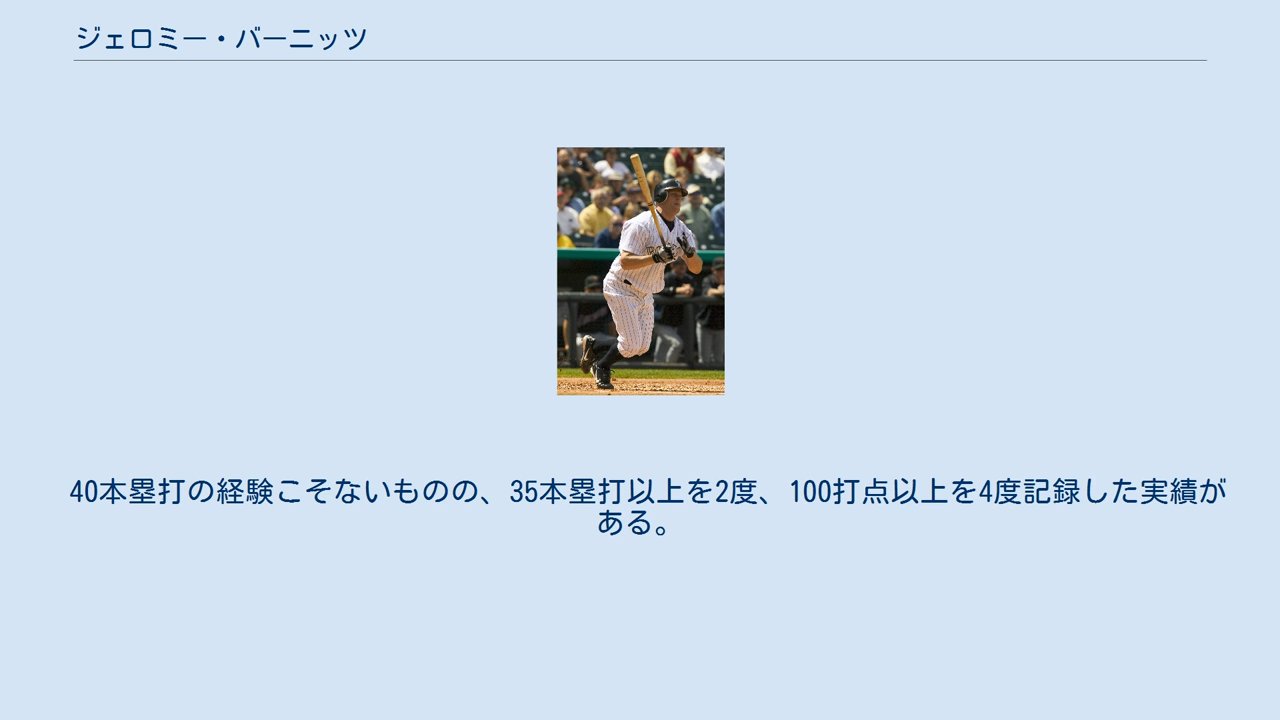 ジェロミー・バーニッツ
40本塁打の経験こそないものの、35本塁打以上を2度、100打点以上を4度記録した実績が
ある。